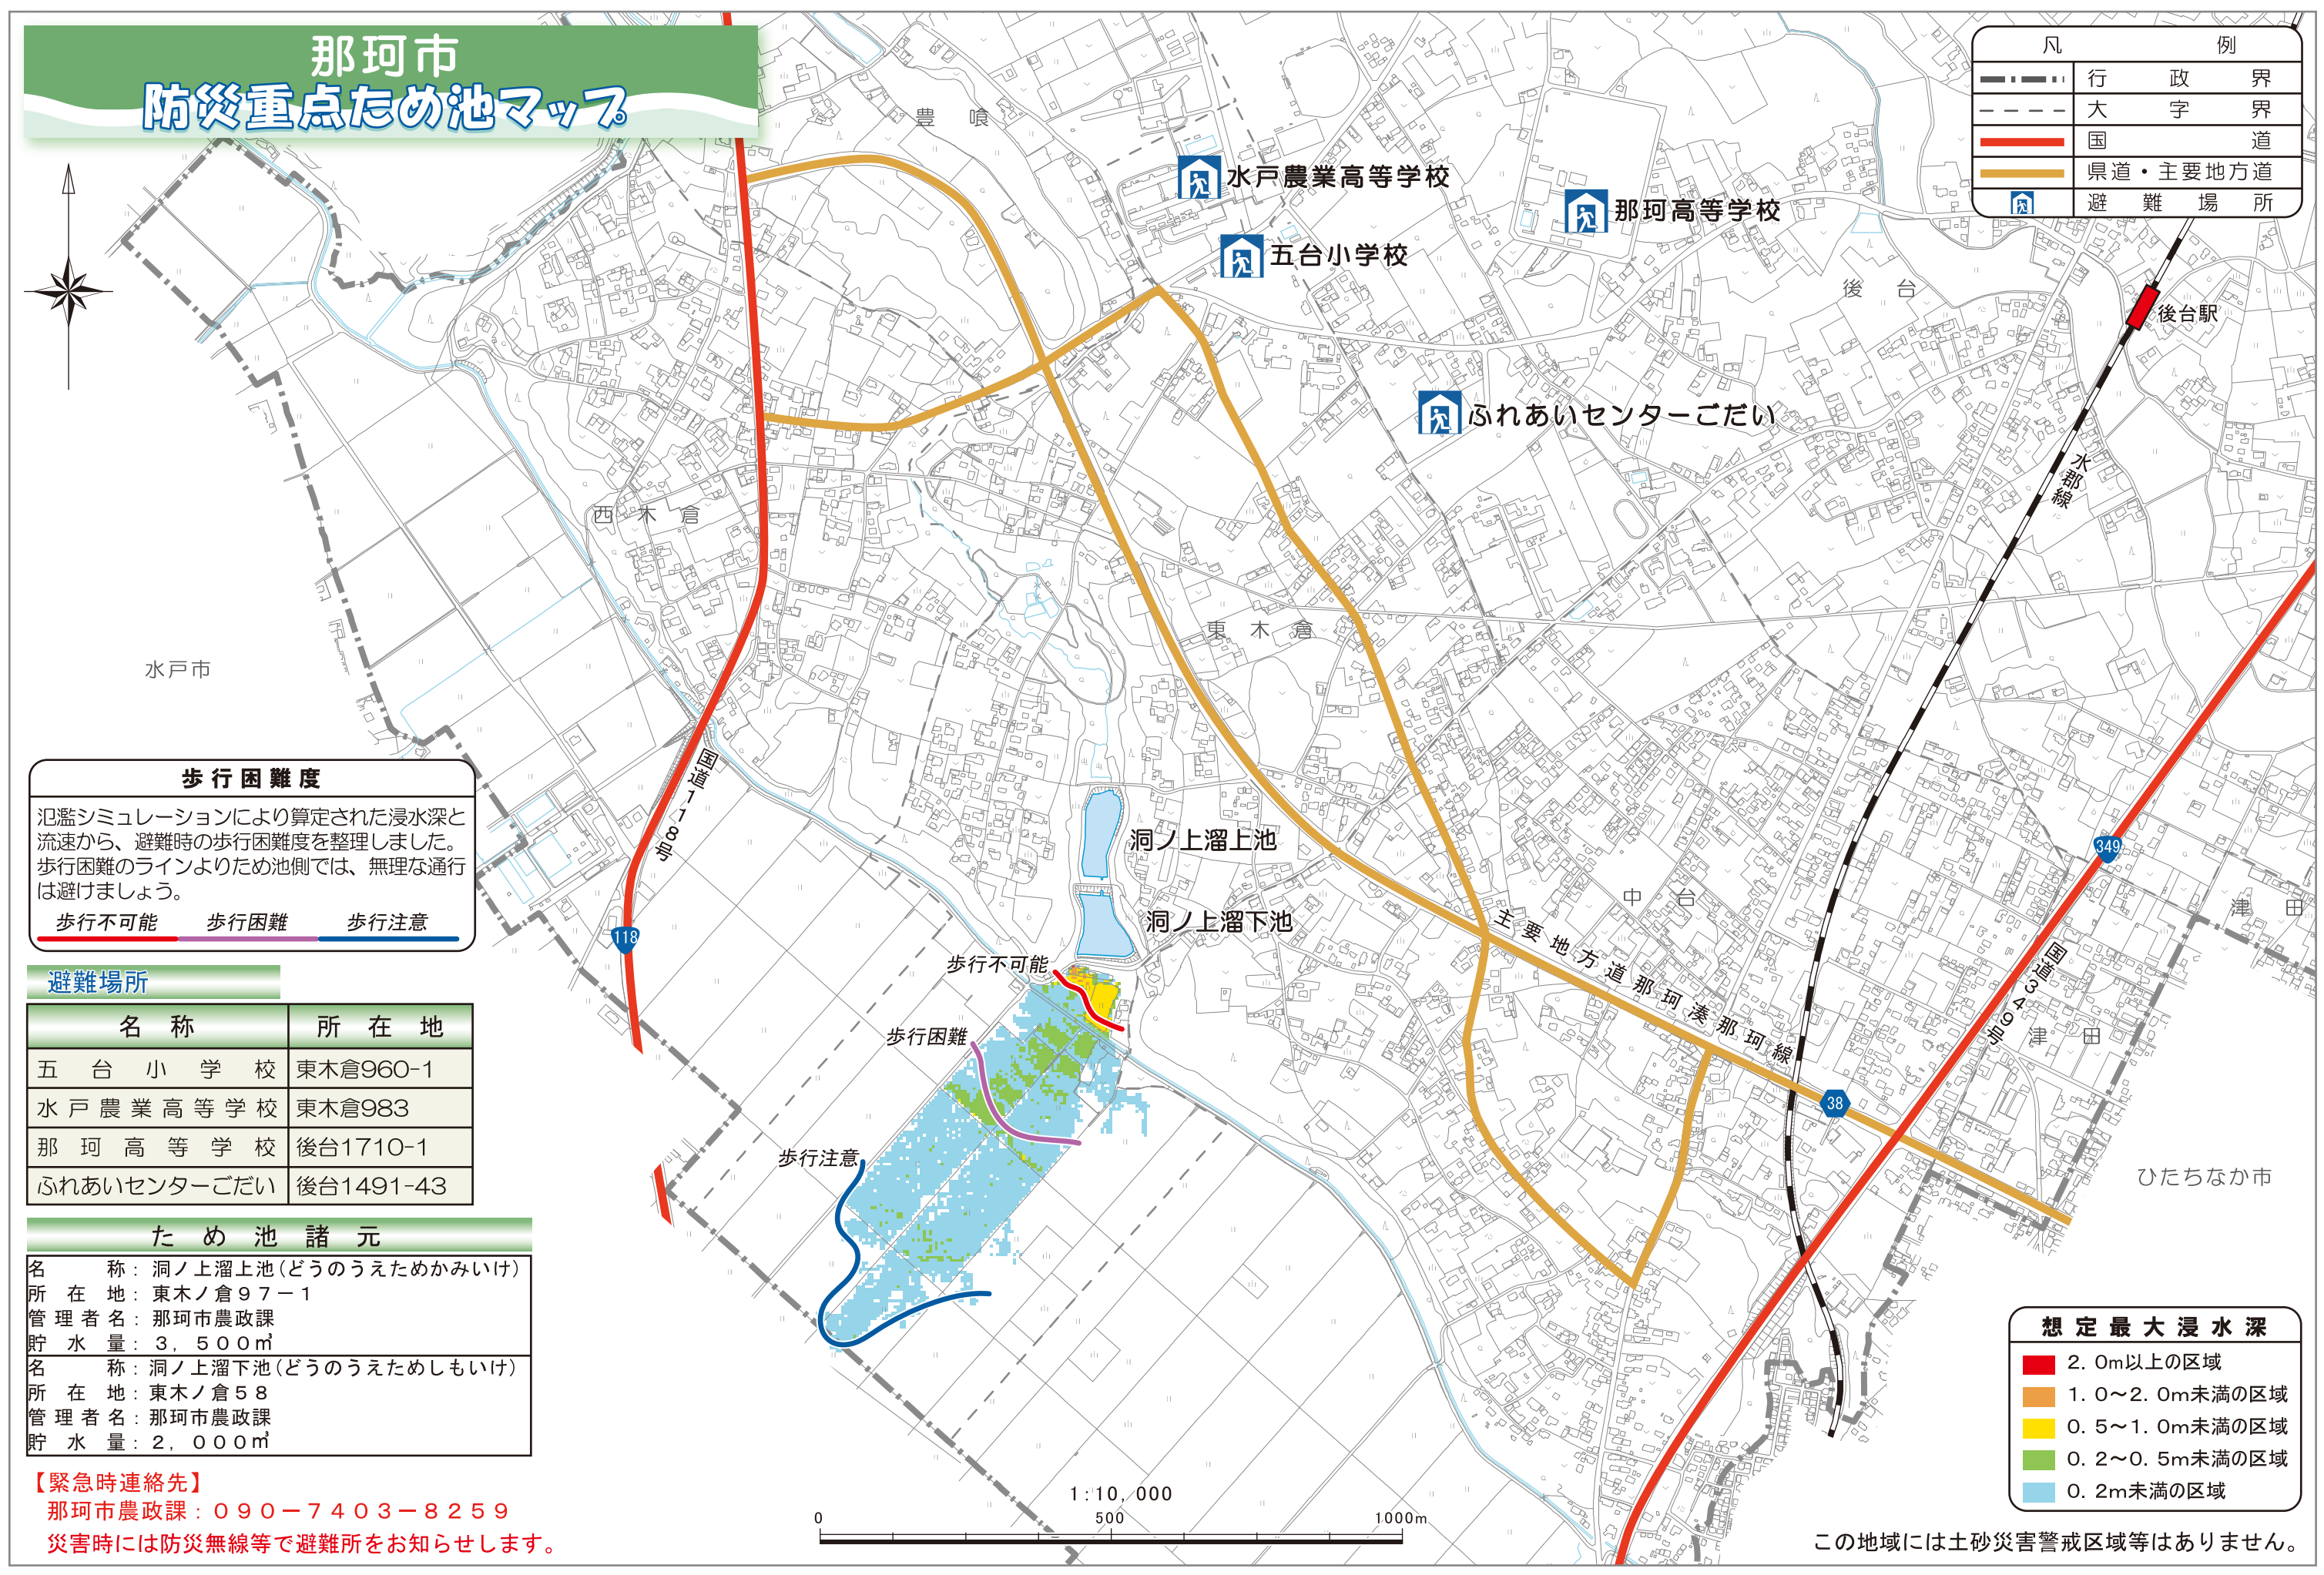 那珂市
防災重点ため池マップ
凡例
行政界
大字界
国道
県道・主要地方道
避難場所
豊喰
水戸農業高等学校
那珂高等学校
五台小学校
後台
後台駅
ふれあいセンターごだい
水郡線
西木倉
東木倉
水戸市
国道118号
歩行困難度
氾濫シミュレーションにより算定された浸水深と
流速から、避難時の歩行困難度を整理しました。
歩行困難のラインよりため池側では、無理な通行
は避けましょう。
歩行不可能 歩行困難 歩行注意
洞ノ上溜上池
349
中台
津田
洞ノ上溜下池
主要地方道那珂湊那珂線
118
国道349号
歩行不可能
津田
歩行困難
38
歩行注意
ひたちなか市
避難場所
名称 所在地
五台小学校 東木倉960-1
水戸農業高等学校 東木倉983
那珂高等学校 後台1710-1
ふれあいセンターごだい 後台1491-43
ため池諸元
名称：洞ノ上溜上池（どうのうえためかみいけ）
所在地：東木ノ倉９７－１
管理者名：那珂市農政課
貯水量：３，５００㎥
名称：洞ノ上溜下池（どうのうえためしもいけ）
所在地：東木ノ倉５８
管理者名：那珂市農政課
貯水量：２，０００㎥
【緊急時連絡先】
那珂市農政課：０９０－７４０３－８２５９
災害時には防災無線等で避難所をお知らせします。
1:10,000
0 500 1000m
想定最大浸水深
２．０ｍ以上の区域
１．０～２．０ｍ未満の区域
０．５～１．０ｍ未満の区域
０．２～０．５ｍ未満の区域
０．２ｍ未満の区域
この地域には土砂災害警戒区域等はありません。